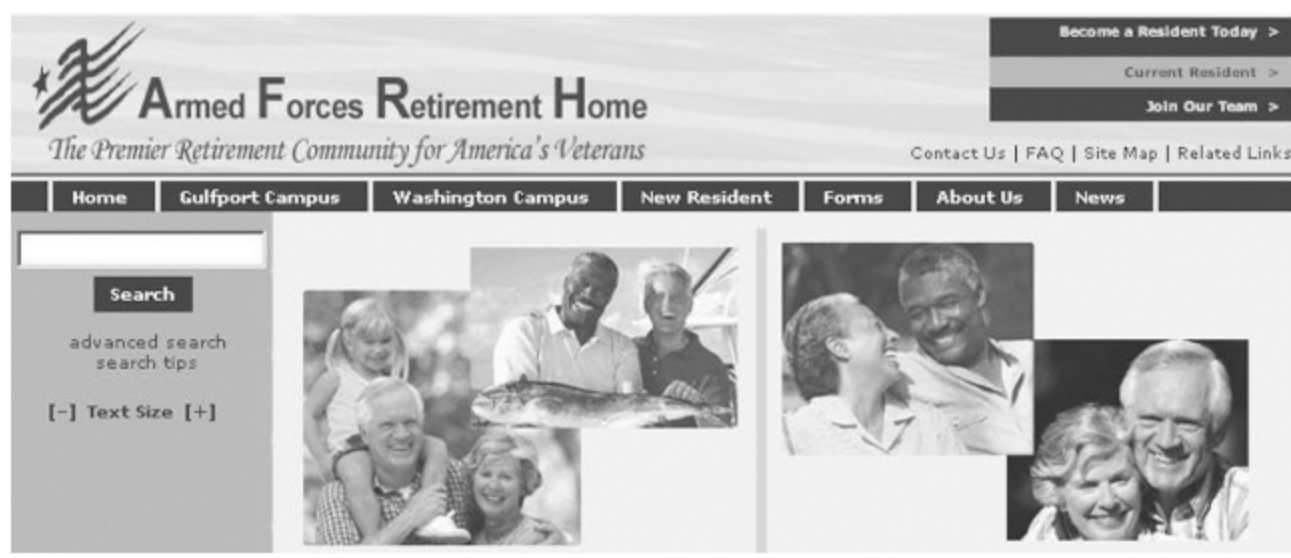 Become a Resident Today >
Current Resident >
Join Our Team >
Armed Forces Retirement Home
The Premier Retirement Community for America's Veterans
Contact Us | FAQ | Site Map | Related Links
Home Gulfport Campus Washington Campus New Resident Forms About Us News
Search
advanced search
search tips
[-] Text Size [+]